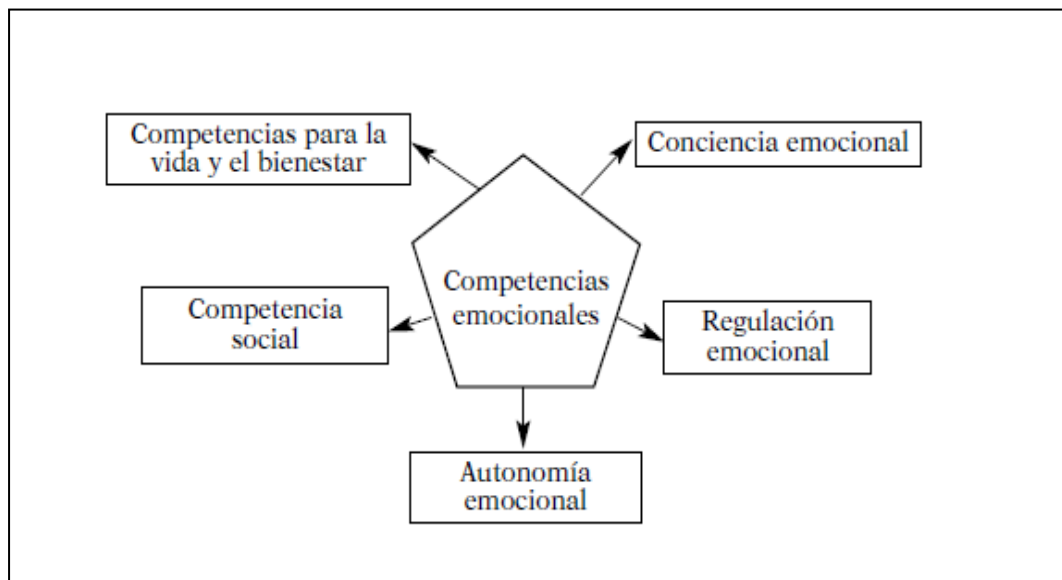 Competencias para la
vida y el bienestar
Conciencia emocional
Competencias
emocionales
Competencia
social
Regulación
emocional
Autonomía
emocional